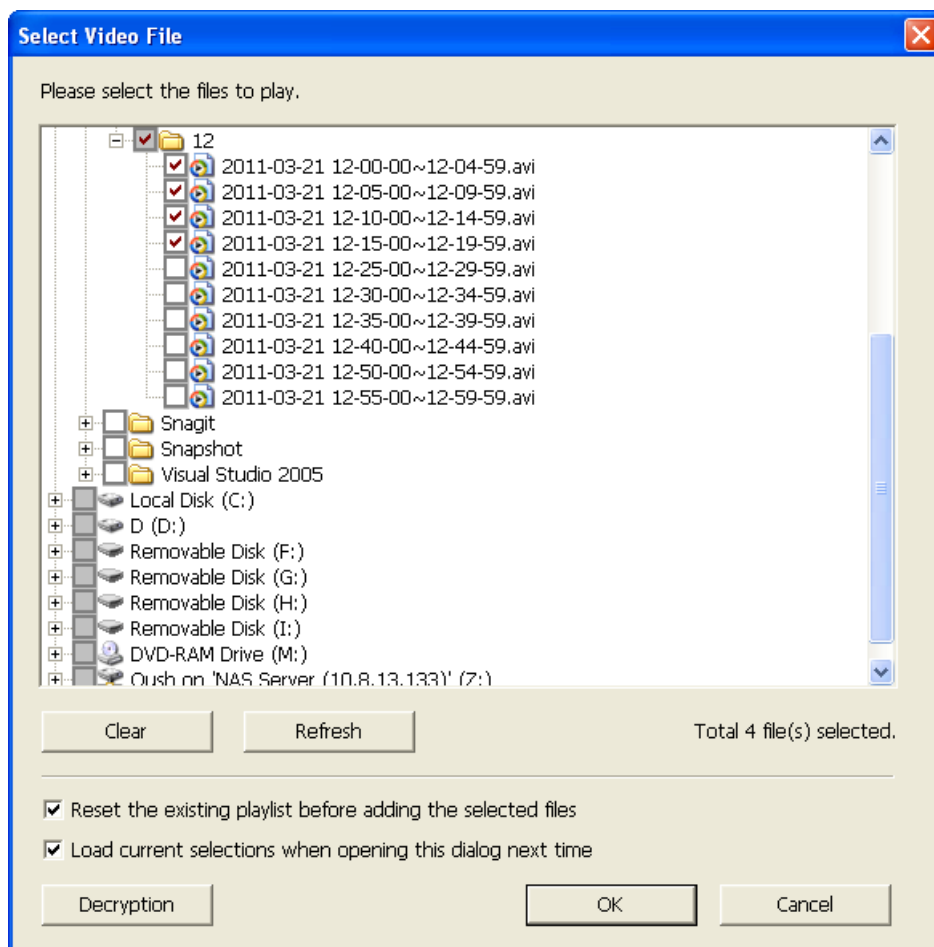 Select Video File
Please select the files to play.
12
2011-03-21 12-00-00~12-04-59.avi
2011-03-21 12-05-00~12-09-59.avi
2011-03-21 12-10-00~12-14-59.avi
2011-03-21 12-15-00~12-19-59.avi
2011-03-21 12-25-00~12-29-59.avi
2011-03-21 12-30-00~12-34-59.avi
2011-03-21 12-35-00~12-39-59.avi
2011-03-21 12-40-00~12-44-59.avi
2011-03-21 12-50-00~12-54-59.avi
2011-03-21 12-55-00~12-59-59.avi
Snagit
Snapshot
Visual Studio 2005
Local Disk (C:)
D (D:)
Removable Disk (F:)
Removable Disk (G:)
Removable Disk (H:)
Removable Disk (I:)
DVD-RAM Drive (M:)
Oush on 'NAS Server (10.8.13.133)' (Z:)
Clear Refresh Total 4 file(s) selected.
Reset the existing playlist before adding the selected files
Load current selections when opening this dialog next time
Decryption OK Cancel